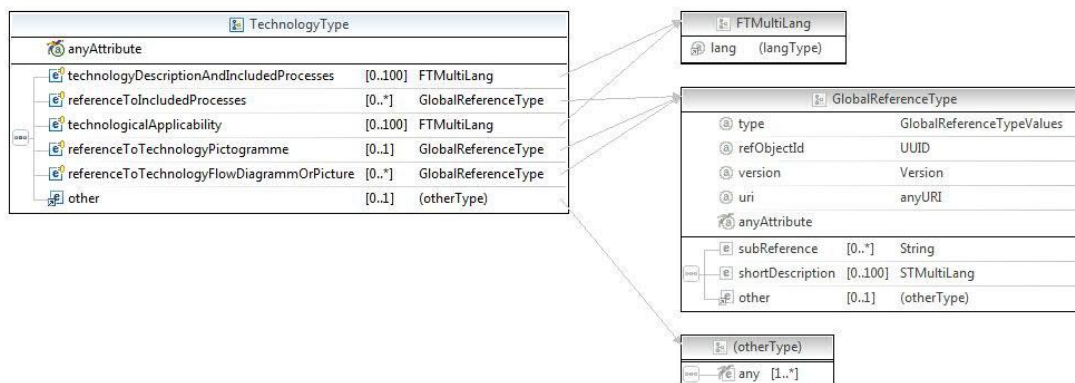 TechnologyType
anyAttribute
technologyDescriptionAndIncludedProcesses [0..100] FTMultiLang
referenceToIncludedProcesses [0..*] GlobalReferenceType
technologicalApplicability [0..100] FTMultiLang
referenceToTechnologyPictogramme [0..1] GlobalReferenceType
referenceToTechnologyFlowDiagrammOrPicture [0..*] GlobalReferenceType
other [0..1] (otherType)
FTMultiLang
lang (langType)
GlobalReferenceType
type GlobalReferenceTypeValues
refObjectId UUID
version Version
uri anyURI
anyAttribute
subReference [0..*] String
shortDescription [0..100] STMultiLang
other [0..1] (otherType)
(otherType)
any [1..*]